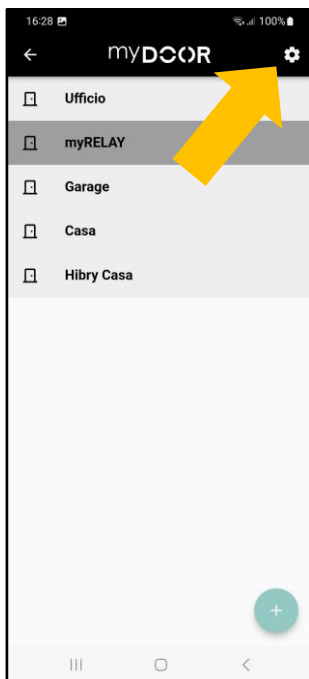 16:28 100%
myDOOR
Ufficio
myRELAY
Garage
Casa
Hibry Casa